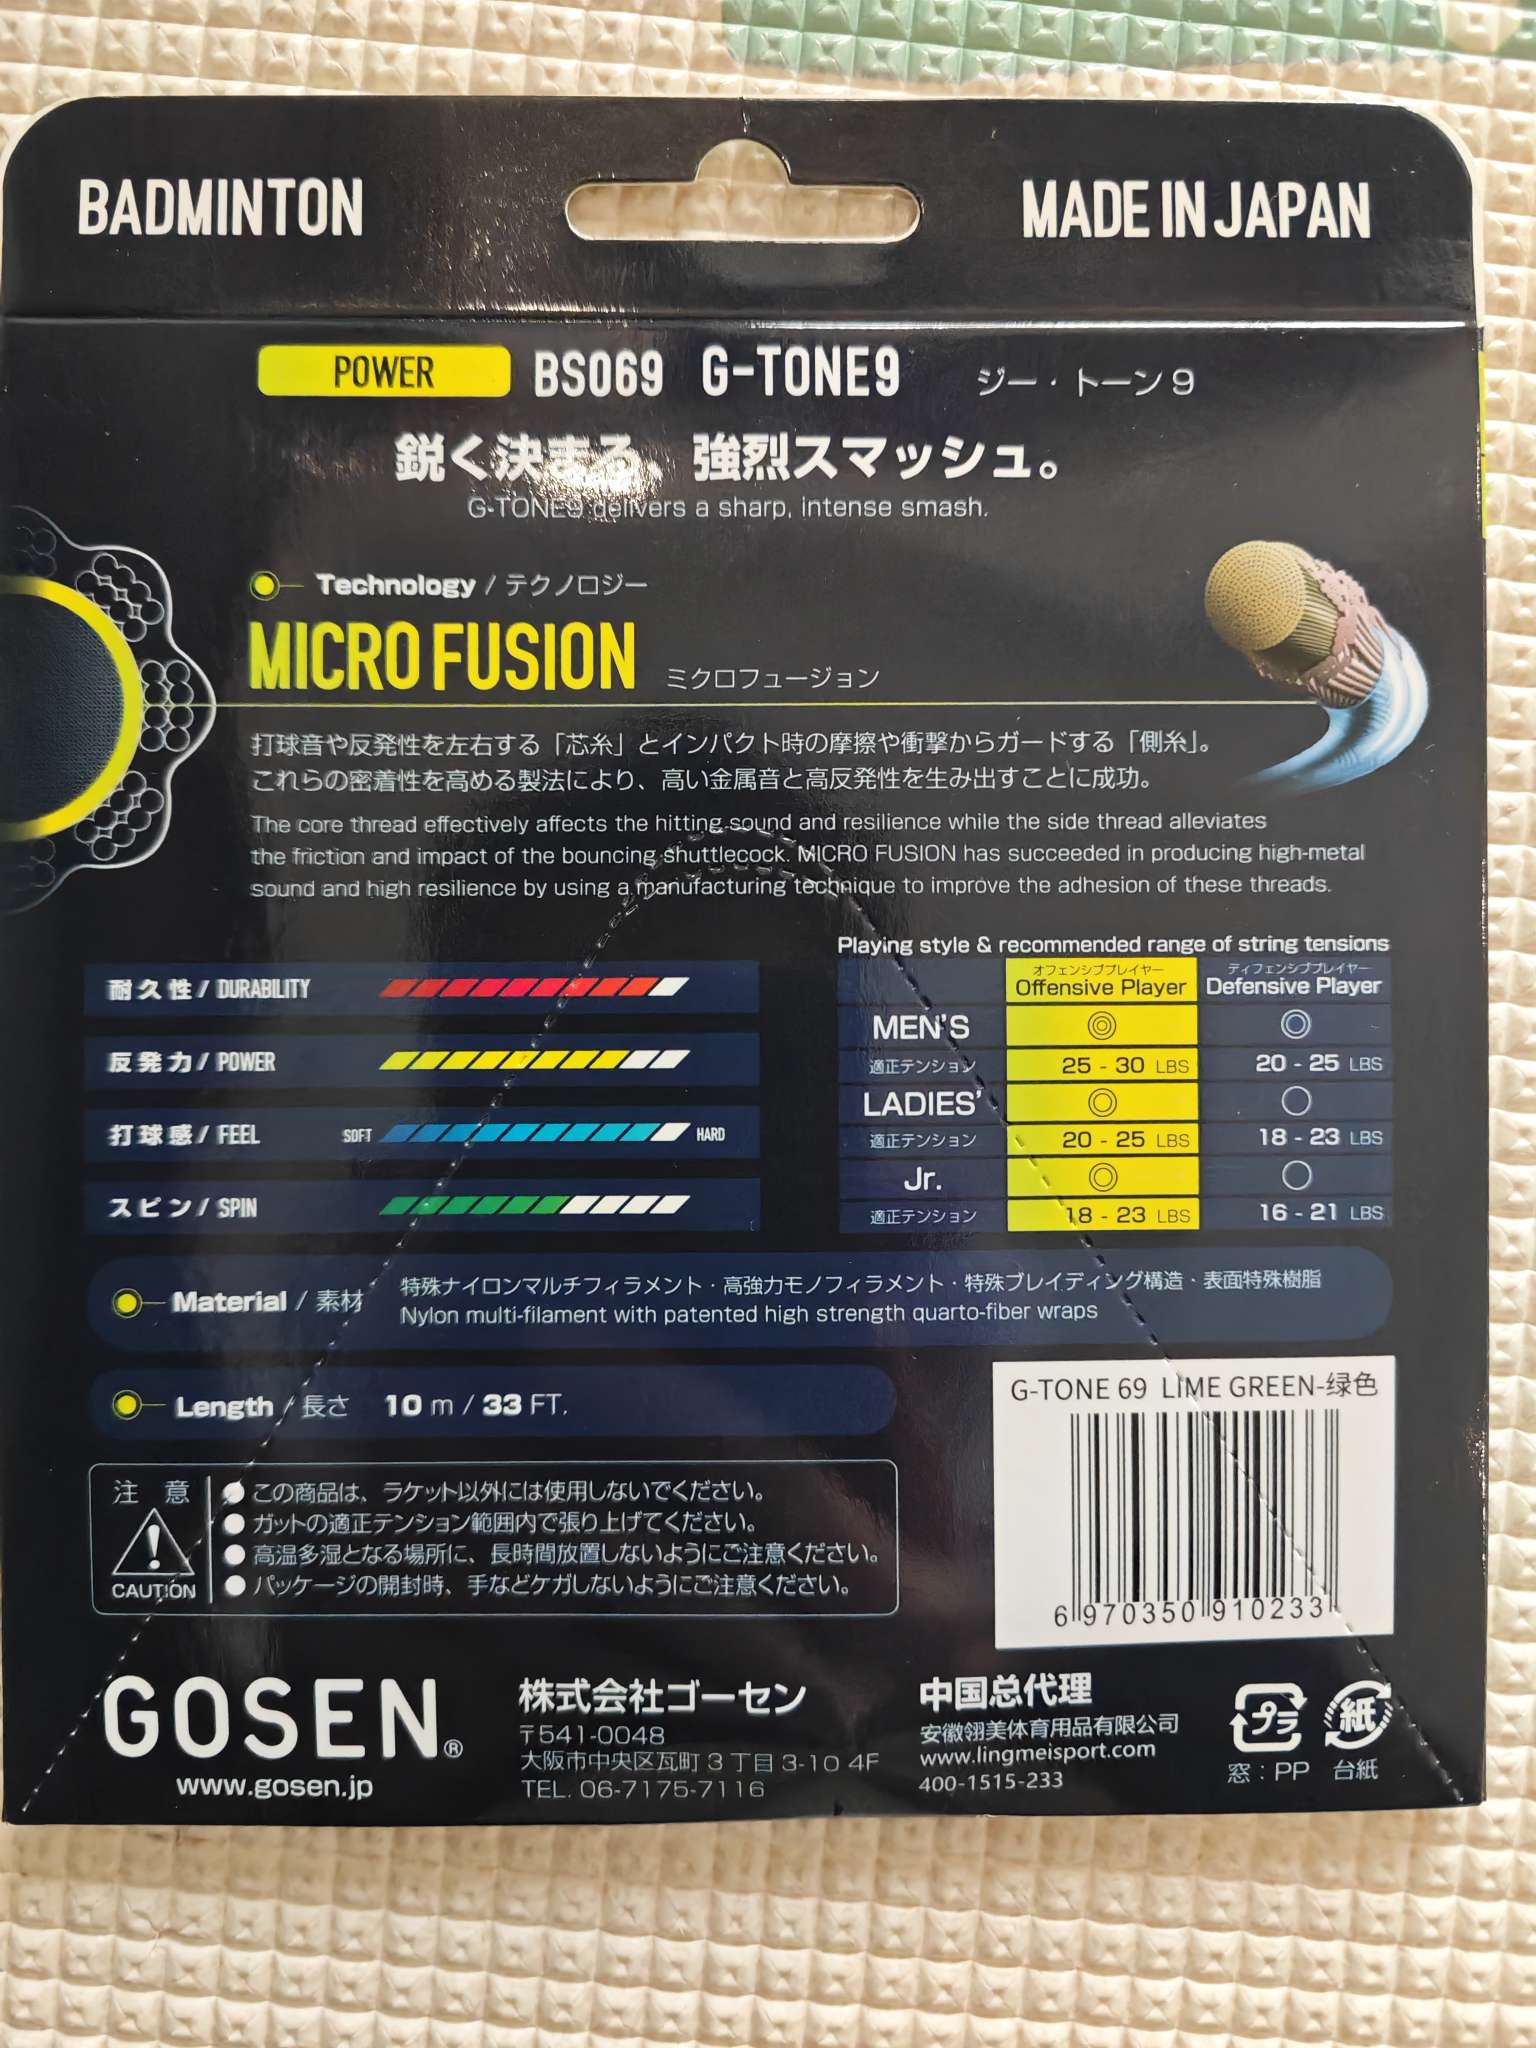 BADMINTON
MADE IN JAPAN
POWER BS069 G-TONE9 ジー・トーン9
鋭く決まる、強烈スマッシュ。
G-TONE9 delivers a sharp, intense smash.
Technology / テクノロジー
MICRO FUSION ミクロフュージョン
打球音や反発性を左右する「芯糸」とインパクト時の摩擦や衝撃からガードする「側糸」。
これらの密着性を高める製法により、高い金属音と高反発性を生み出すことに成功。
The core thread effectively affects the hitting sound and resilience while the side thread alleviates
the friction and impact of the bouncing shuttlecock. MICRO FUSION has succeeded in producing high-metal
sound and high resilience by using a manufacturing technique to improve the adhesion of these threads.
耐久性 / DURABILITY
反発力 / POWER
打球感 / FEEL SOFT HARD
スピン / SPIN
Playing style & recommended range of string tensions
オフェンシブプレイヤー ディフェンシブプレイヤー
Offensive Player Defensive Player
MEN'S ◎ ◎
適正テンション 25 - 30 LBS 20 - 25 LBS
LADIES' ◎ ○
適正テンション 20 - 25 LBS 18 - 23 LBS
Jr. ◎ ○
適正テンション 18 - 23 LBS 16 - 21 LBS
Material / 素材
特殊ナイロンマルチフィラメント・高強力モノフィラメント・特殊ブレイディング構造・表面特殊樹脂
Nylon multi-filament with patented high strength quarto-fiber wraps
Length / 長さ 10 m / 33 FT.
注意
CAUTION
● この商品は、ラケット以外には使用しないでください。
● ガットの適正テンション範囲内で張り上げてください。
● 高温多湿となる場所に、長時間放置しないようにご注意ください。
● パッケージの開封時、手などケガしないようにご注意ください。
G-TONE 69 LIME GREEN-绿色
6 970350 910233
GOSEN®
www.gosen.jp
株式会社ゴーセン
〒541-0048
大阪市中央区瓦町3丁目3-10 4F
TEL. 06-7175-7116
中国总代理
安徽翎美体育用品有限公司
www.lingmeisport.com
400-1515-233
プラ
窓：PP
紙
台紙